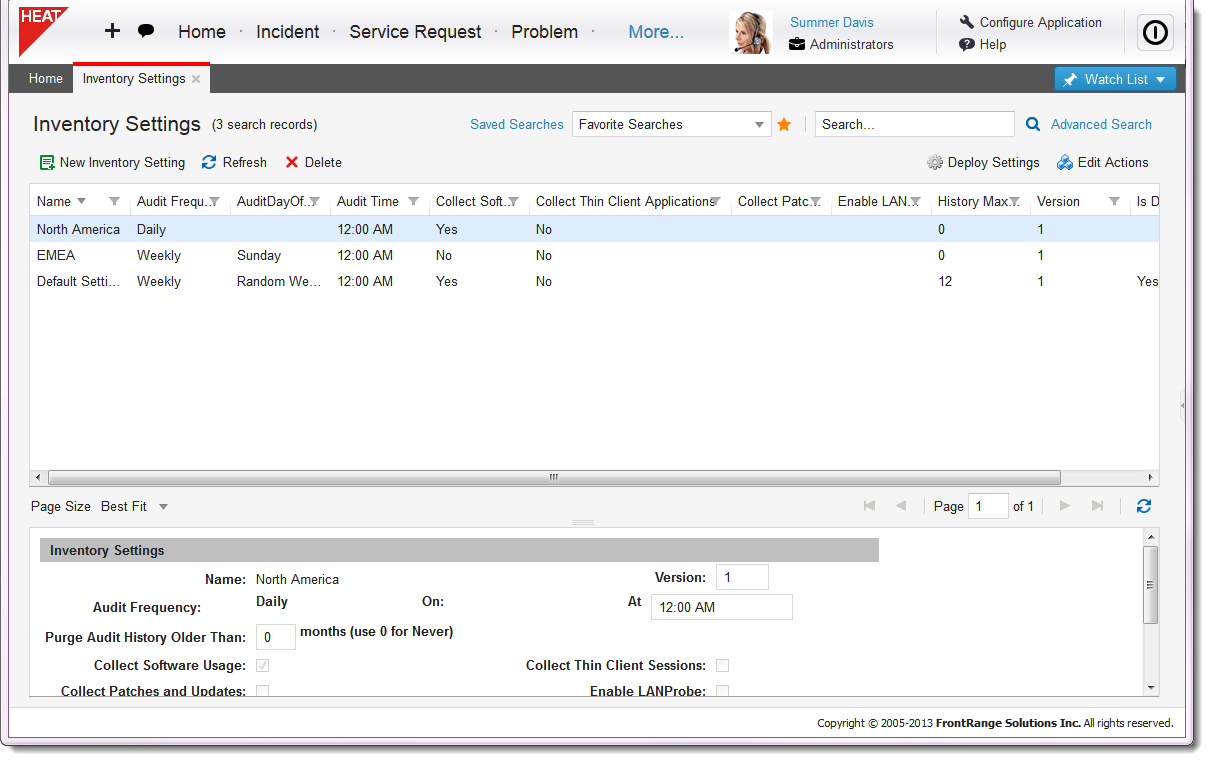 HEAT
Home · Incident · Service Request · Problem · More...
Summer Davis
Administrators
Configure Application
Help
Home
Inventory Settings
Watch List
Inventory Settings (3 search records)
Saved Searches Favorite Searches Search... Advanced Search
New Inventory Setting Refresh Delete Deploy Settings Edit Actions
Name Audit Frequ... AuditDayOf... Audit Time Collect Soft... Collect Thin Client Applications Collect Patc... Enable LAN... History Max... Version Is D
North America Daily 12:00 AM Yes No 0 1
EMEA Weekly Sunday 12:00 AM No No 0 1
Default Setti... Weekly Random We... 12:00 AM Yes No 12 1 Yes
Page Size Best Fit Page 1 of 1
Inventory Settings
Name: North America Version: 1
Audit Frequency: Daily On: At 12:00 AM
Purge Audit History Older Than: 0 months (use 0 for Never)
Collect Software Usage: Collect Thin Client Sessions:
Collect Patches and Updates: Enable LANProbe:
Copyright © 2005-2013 FrontRange Solutions Inc. All rights reserved.